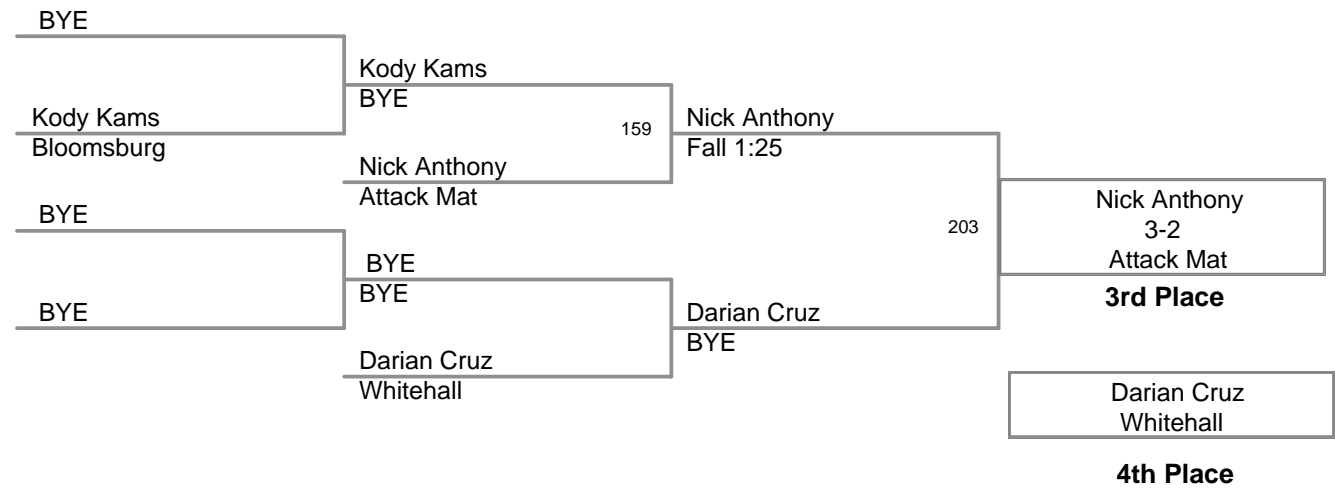 BYE
Kody Kams
BYE
Kody Kams
Bloomsburg
159
Nick Anthony
Fall 1:25
Nick Anthony
Attack Mat
BYE
203
Nick Anthony
3-2
Attack Mat
3rd Place
BYE
BYE
BYE
Darian Cruz
BYE
Darian Cruz
Whitehall
Darian Cruz
Whitehall
4th Place